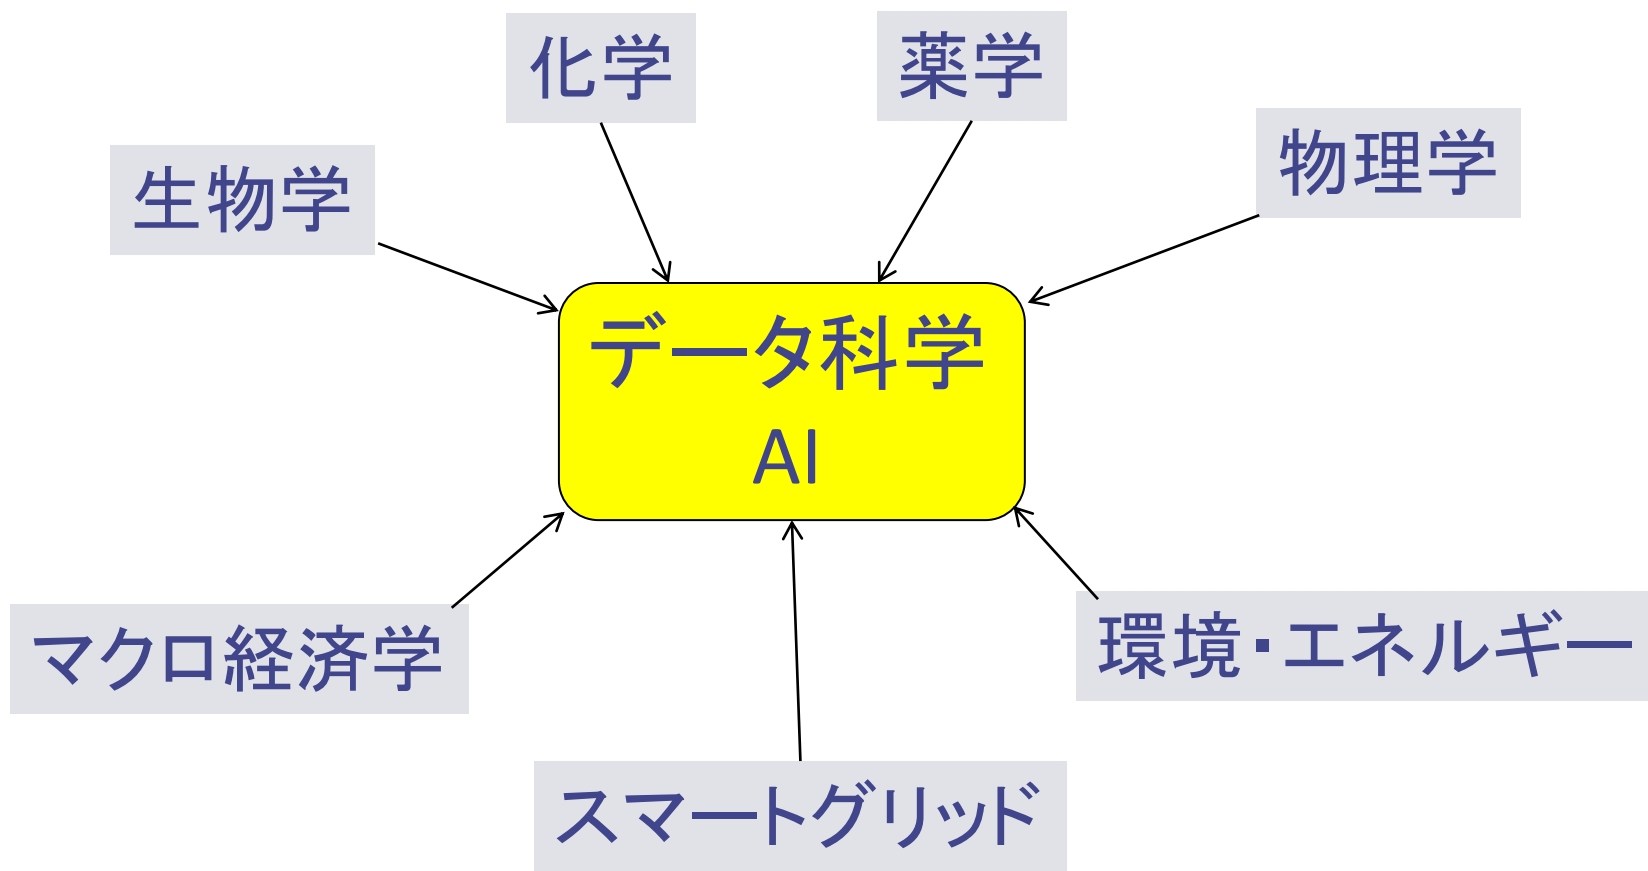 化学
薬学
物理学
生物学
データ科学
AI
マクロ経済学
環境・エネルギー
スマートグリッド